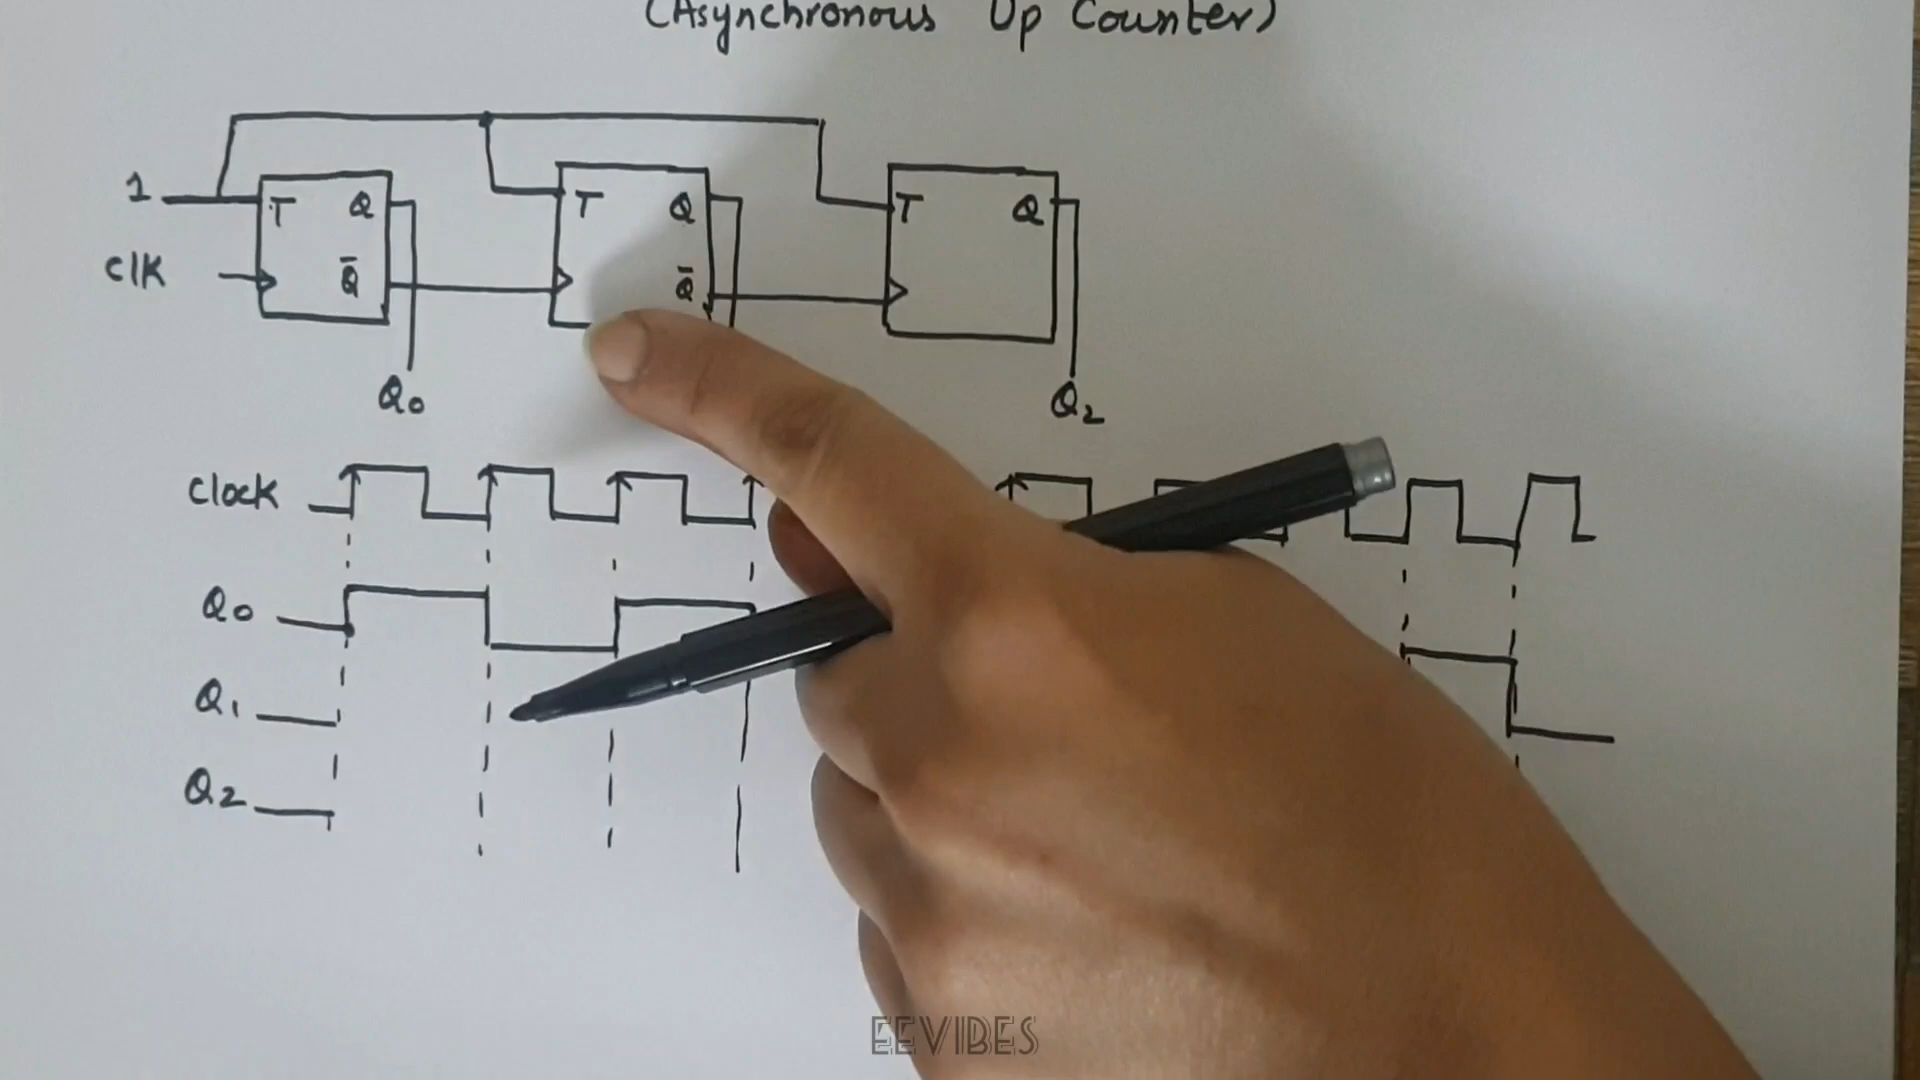 (Asynchronous Up Counter)
1 T Q T Q T Q
clk Q̄ Q̄
Q0 Q2
Clock
Q0
Q1
Q2
EEVIBES